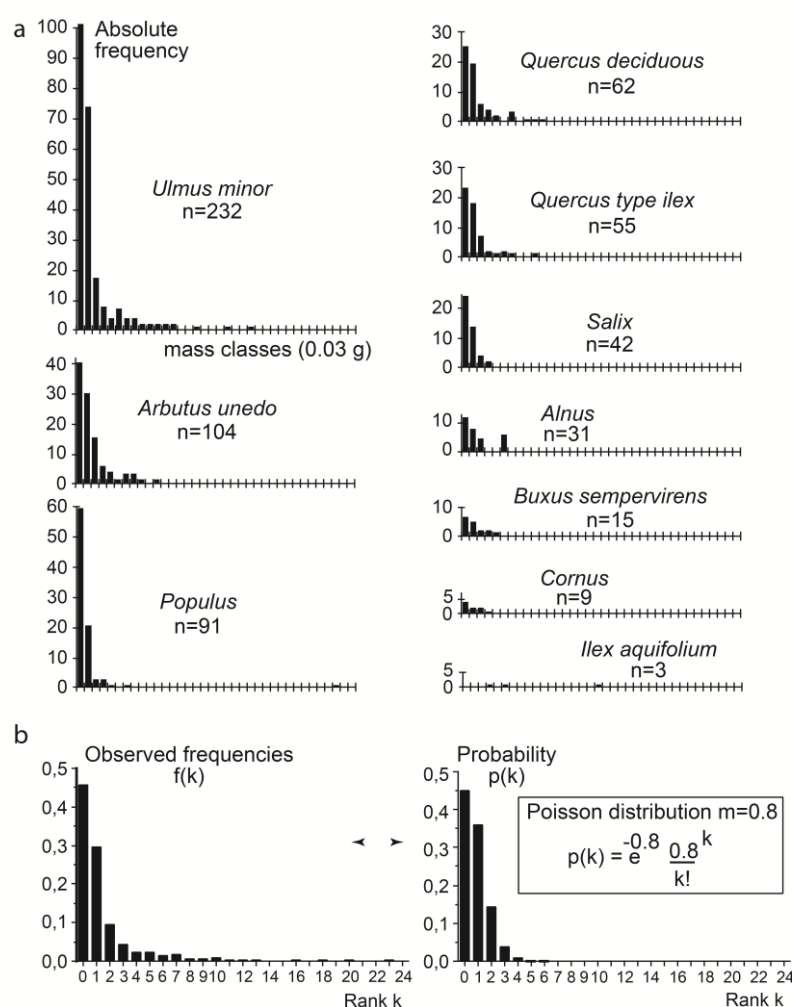 a
Absolute
frequency
100
90
80
70
60
50
40
30
20
10
0
Ulmus minor
n=232
mass classes (0.03 g)
40
30
20
10
0
Arbutus unedo
n=104
60
50
40
30
20
10
0
Populus
n=91
30
20
10
0
Quercus deciduous
n=62
30
20
10
0
Quercus type ilex
n=55
20
10
0
Salix
n=42
10
0
Alnus
n=31
10
0
Buxus sempervirens
n=15
5
0
Cornus
n=9
5
0
Ilex aquifolium
n=3
b
Observed frequencies
f(k)
0,5
0,4
0,3
0,2
0,1
0,0
0 1 2 3 4 5 6 7 8 9 10 12 14 16 18 20 22 24
Rank k
Probability
p(k)
0,5
0,4
0,3
0,2
0,1
0,0
Poisson distribution m=0.8
p(k) = e-0.8 0.8k
k!
0 1 2 3 4 5 6 7 8 9 10 12 14 16 18 20 22 24
Rank k